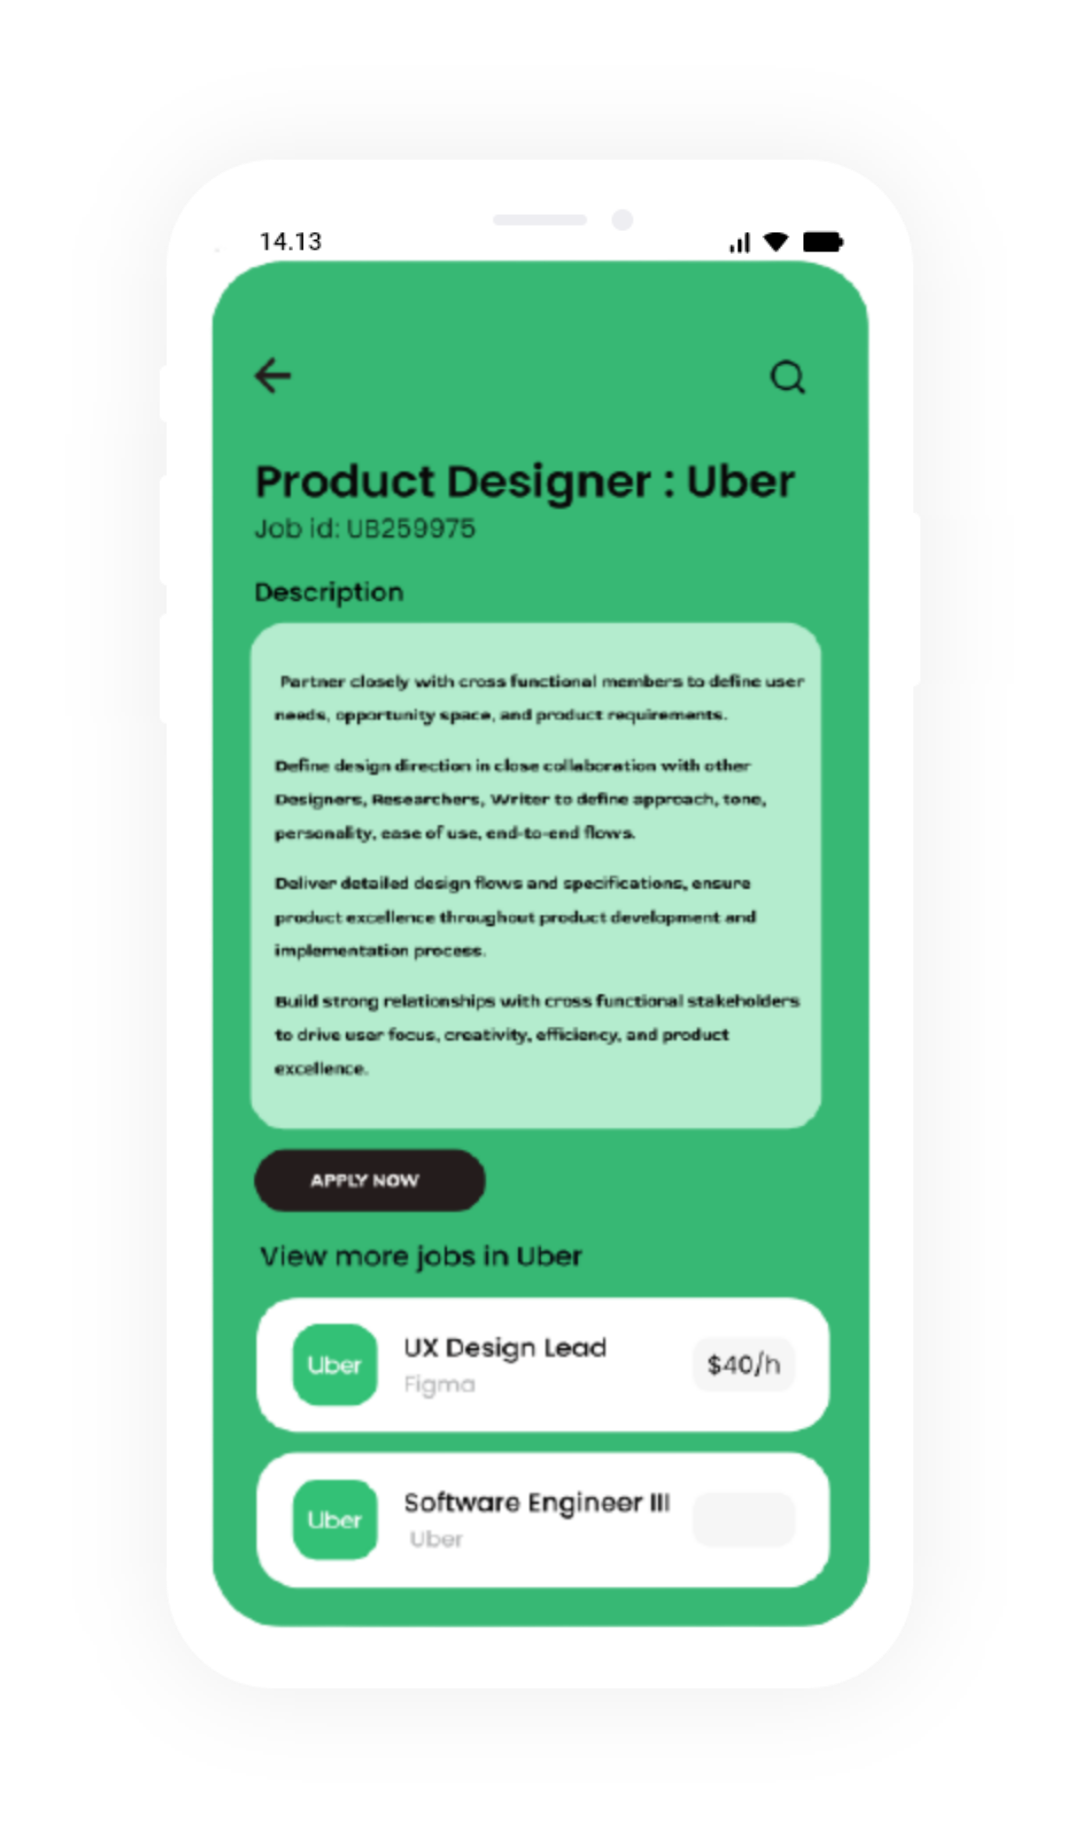 14.13
Product Designer : Uber
Job id: UB259975
Description
Partner closely with cross functional members to define user
needs, opportunity space, and product requirements.
Define design direction in close collaboration with other
Designers, Researchers, Writer to define approach, tone,
personality, ease of use, end-to-end flows.
Deliver detailed design flows and specifications, ensure
product excellence throughout product development and
implementation process.
Build strong relationships with cross functional stakeholders
to drive user focus, creativity, efficiency, and product
excellence.
APPLY NOW
View more jobs in Uber
Uber
UX Design Lead
Figma
$40/h
Uber
Software Engineer III
Uber